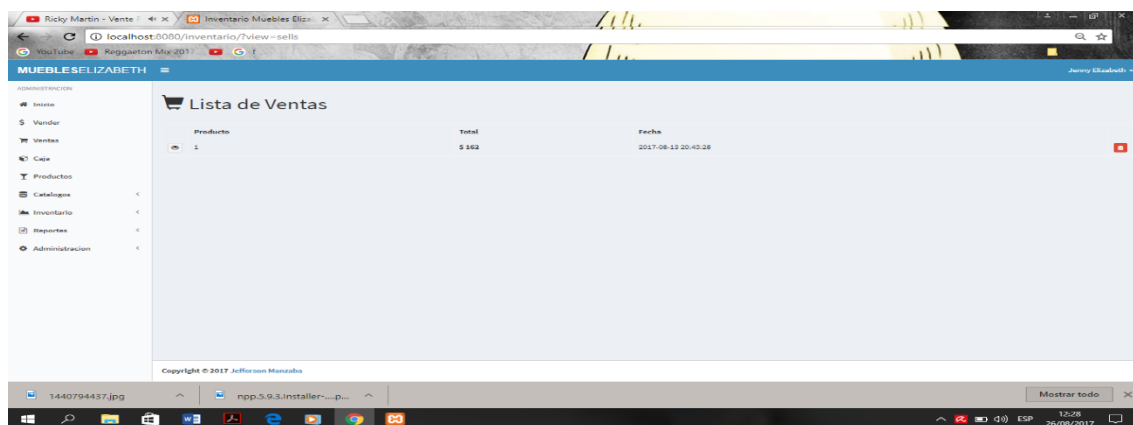 Ricky Martin - Vente
Inventario Muebles Eliza
localhost:8080/inventario/?view=sells
YouTube Reggaeton Mix 2017
MUEBLESELIZABETH
Jenny Elizabeth
ADMINISTRACION
Inicio
Vender
Ventas
Caja
Productos
Catalogos
Inventario
Reportes
Administracion
Lista de Ventas
Producto Total Fecha
1 $ 162 2017-08-13 20:43:28
Copyright © 2017 Jefferson Manzaba
1440794437.jpg
npp.5.9.3.Installer-....p...
Mostrar todo
ESP
12:28
26/08/2017